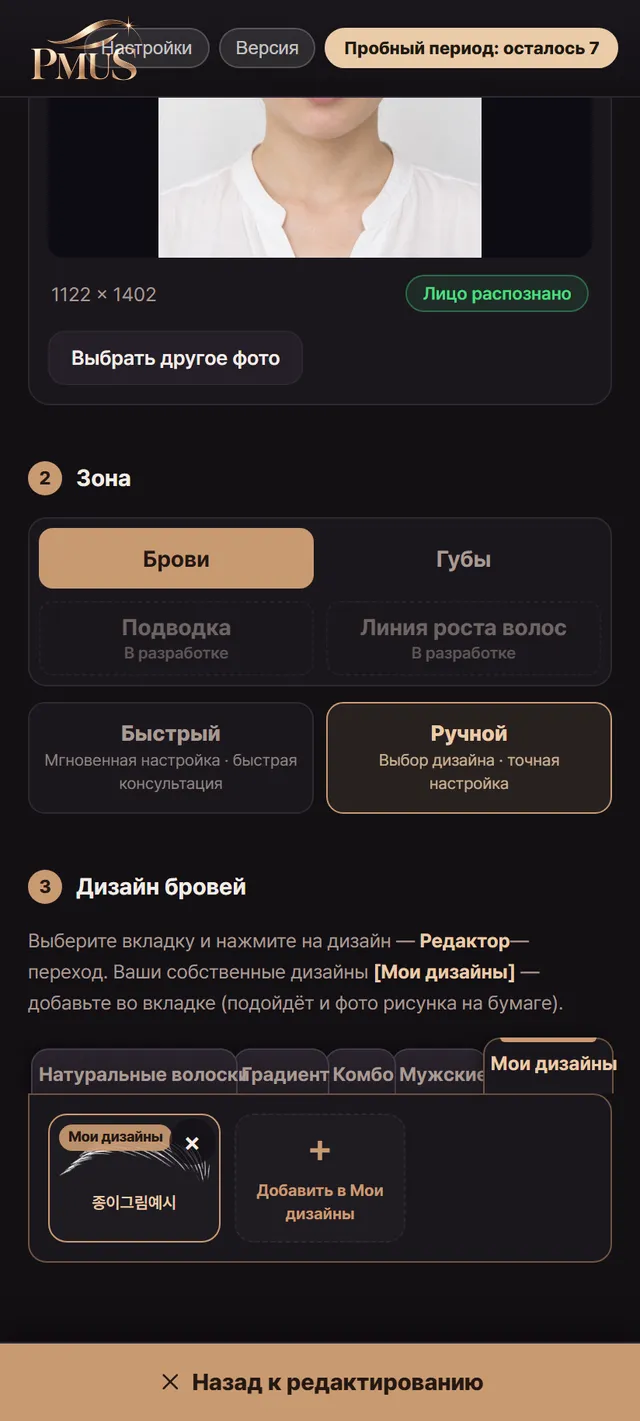 PMUS
Настройки
Версия
Пробный период: осталось 7
1122 × 1402
Лицо распознано
Выбрать другое фото
2 Зона
Брови
Губы
Подводка
В разработке
Линия роста волос
В разработке
Быстрый
Мгновенная настройка · быстрая
консультация
Ручной
Выбор дизайна · точная
настройка
3 Дизайн бровей
Выберите вкладку и нажмите на дизайн — Редактор—
переход. Ваши собственные дизайны [Мои дизайны] —
добавьте во вкладке (подойдёт и фото рисунка на бумаге).
Натуральные волоски
Градиент
Комбо
Мужские
Мои дизайны
Мои дизайны
×
종이그림예시
+
Добавить в Мои
дизайны
× Назад к редактированию